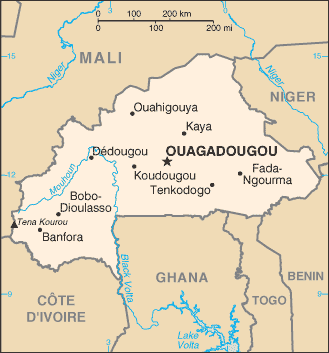 0 100 200 km
0 100 200 mi
MALI
15
15
Niger
Niger
NIGER
Ouahigouya
Kaya
OUAGADOUGOU
Dédougou
Mouhoun
Koudougou
Fada-
Ngourma
12
12
Tenkodogo
Bobo-
Dioulasso
Tena Kourou
Banfora
Black
Volta
GHANA
BENIN
9
9
CÔTE
D'IVOIRE
TOGO
Lake
Volta